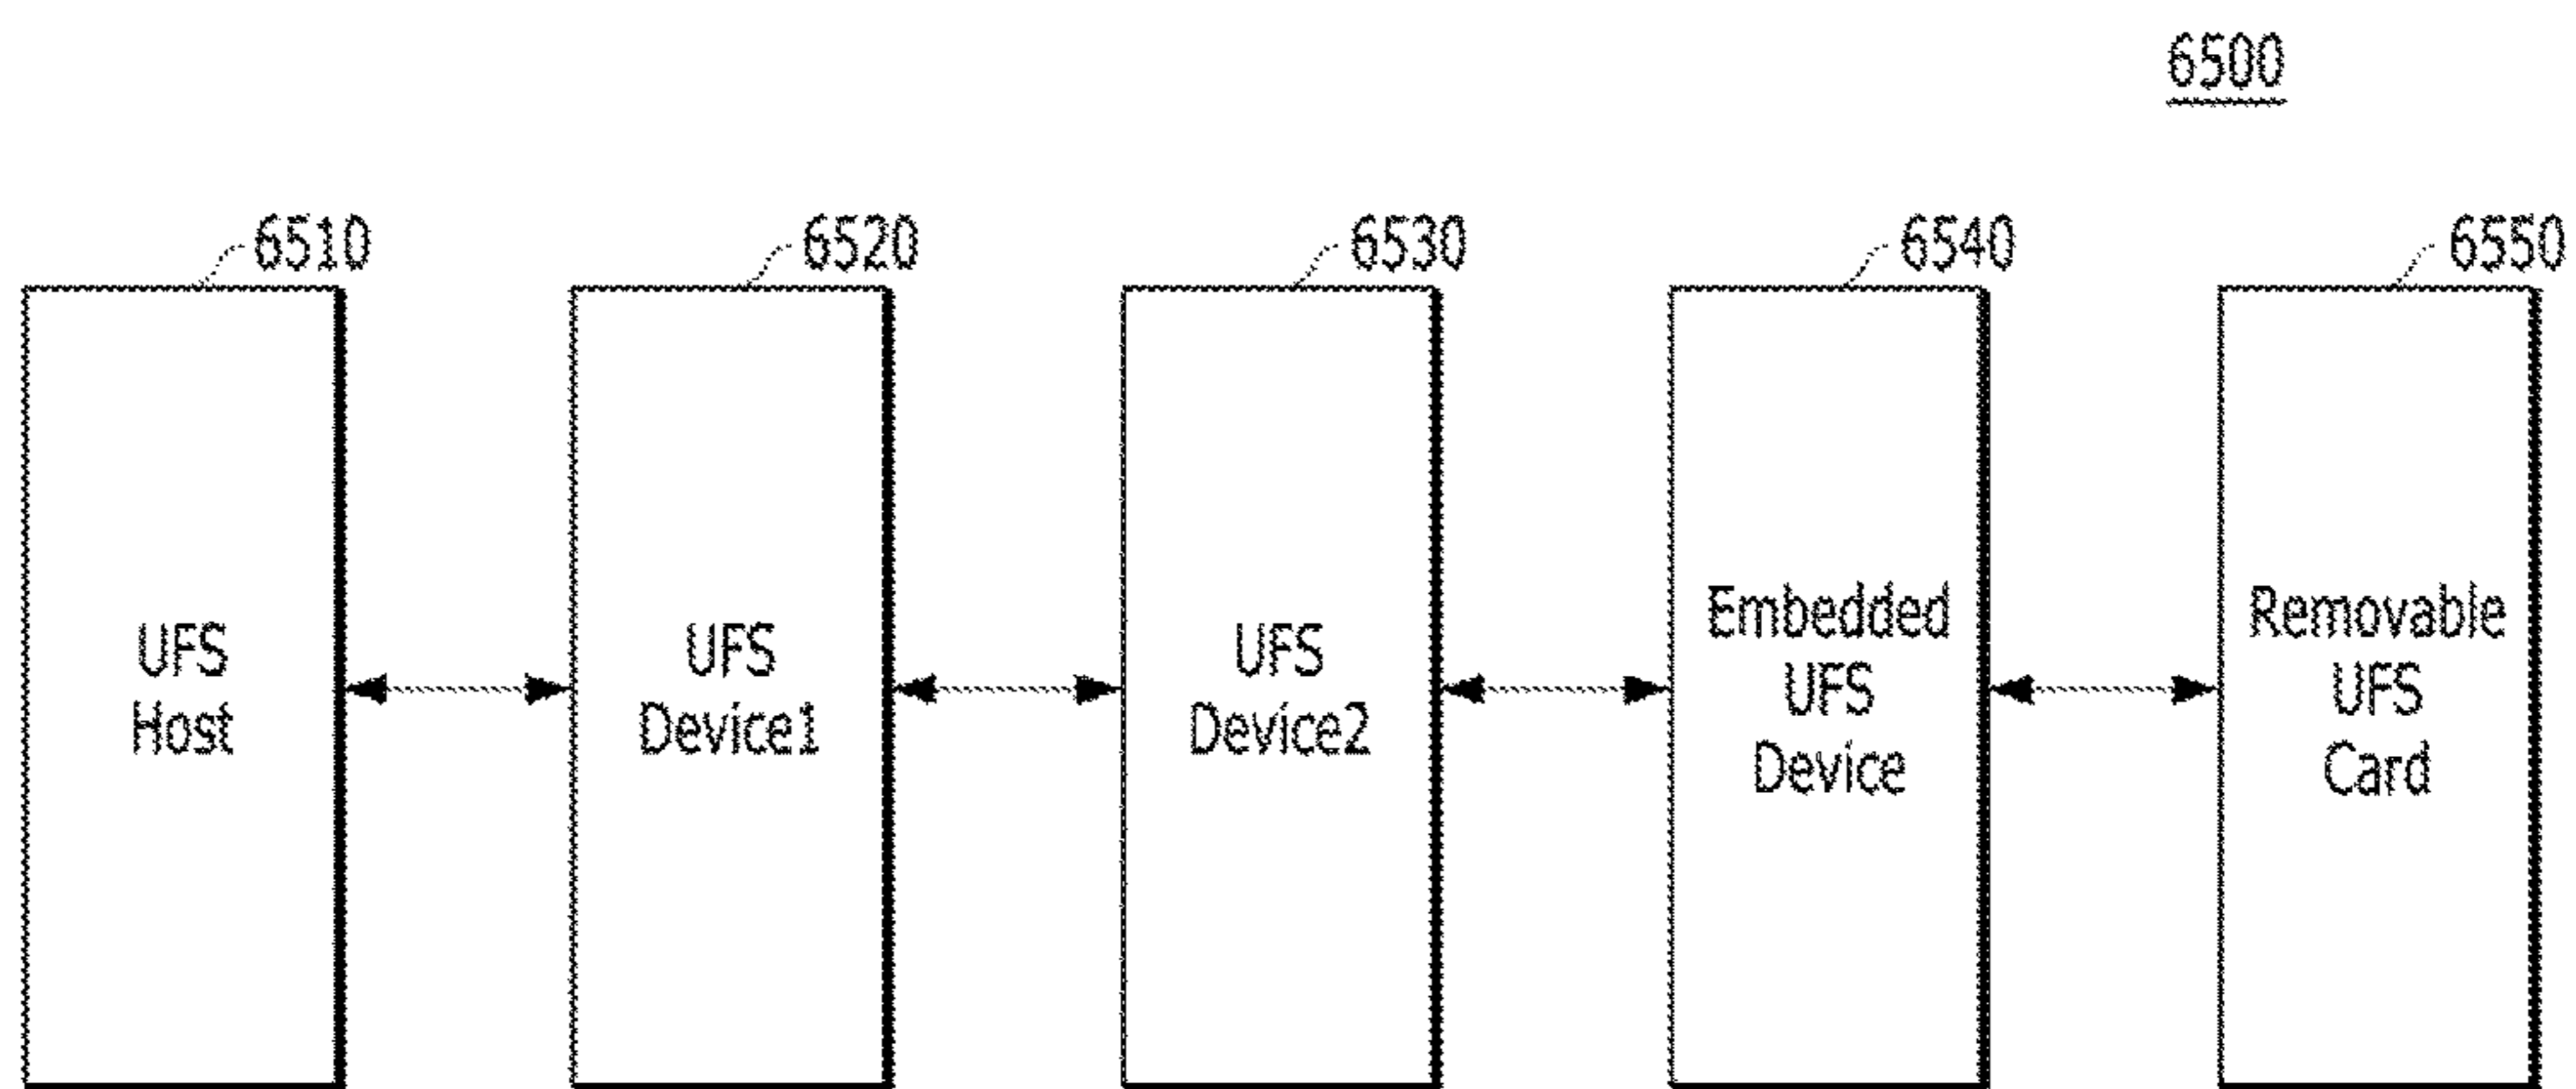 6500
6510
6520
6530
6540
6550
UFS
Host
UFS
Device1
UFS
Device2
Embedded
UFS
Device
Removable
UFS
Card